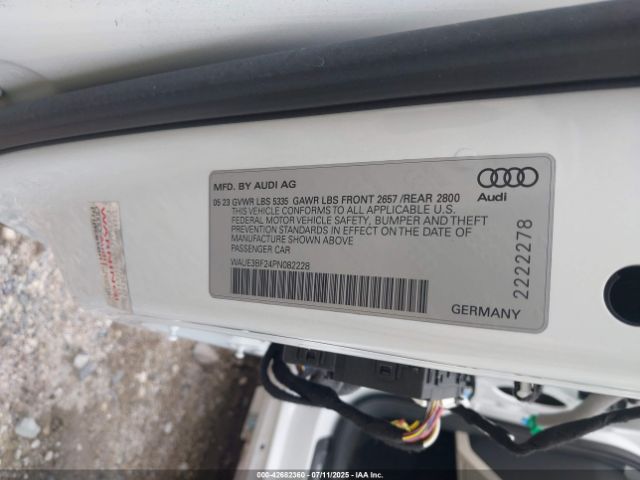 MFD. BY AUDI AG
05 23 GVWR LBS 5335 GAWR LBS FRONT 2657 /REAR 2800
THIS VEHICLE CONFORMS TO ALL APPLICABLE U.S.
FEDERAL MOTOR VEHICLE SAFETY, BUMPER AND THEFT
PREVENTION STANDARDS IN EFFECT ON THE DATE OF
MANUFACTURE SHOWN ABOVE
PASSENGER CAR
WAUE3BF24PN082228
Audi
2222278
GERMANY
000-42682360 - 07/11/2025 - IAA